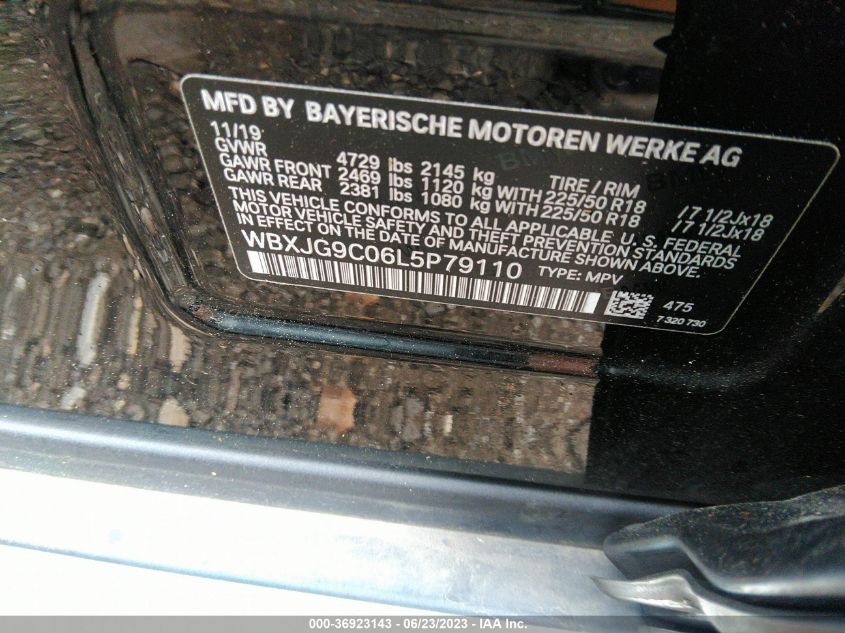 MFD BY BAYERISCHE MOTOREN WERKE AG
11/19
GVWR 4729 lbs 2145 kg TIRE / RIM
GAWR FRONT 2469 lbs 1120 kg WITH 225/50 R18 / 7 1/2Jx18
GAWR REAR 2381 lbs 1080 kg WITH 225/50 R18 / 7 1/2Jx18
THIS VEHICLE CONFORMS TO ALL APPLICABLE FEDERAL
MOTOR VEHICLE SAFETY AND THEFT PREVENTION STANDARDS
IN EFFECT ON THE DATE OF MANUFACTURE SHOWN ABOVE.
WBXJG9C06L5P79110 TYPE: MPV
475
7 320 730
000-36923143 - 06/23/2023 - IAA Inc.